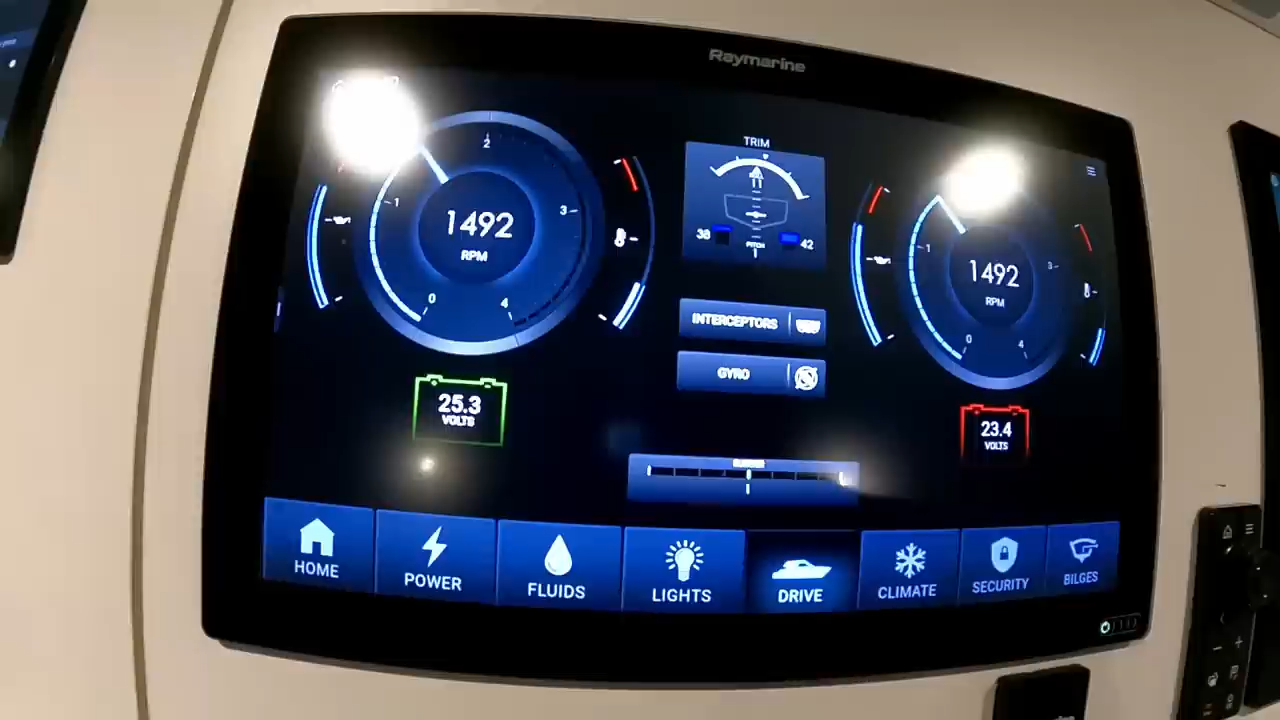 Raymarine
2
1
3
1492
RPM
0
4
TRIM
38
PITCH
42
INTERCEPTORS
GYRO
1
3
1492
RPM
0
4
25.3
VOLTS
23.4
VOLTS
HOME
POWER
FLUIDS
LIGHTS
DRIVE
CLIMATE
SECURITY
BILGES